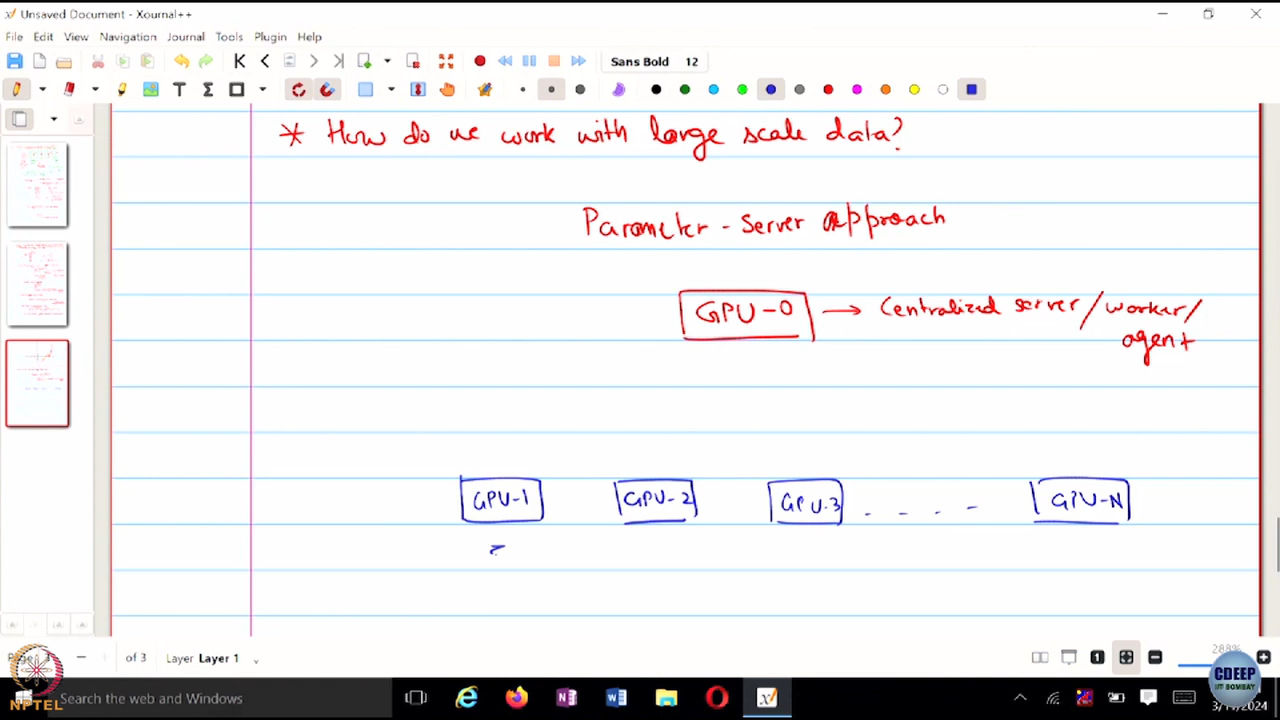 Unsaved Document - Xournal++
File Edit View Navigation Journal Tools Plugin Help
Sans Bold 12
* How do we work with large scale data?
Parameter - Server approach
GPU-0 → Centralized server/worker/
agent
GPU-1 GPU-2 GPU-3 - - - - GPU-N
of 3 Layer Layer 1
288%
NPTEL
Search the web and Windows
CDEEP
IIT BOMBAY